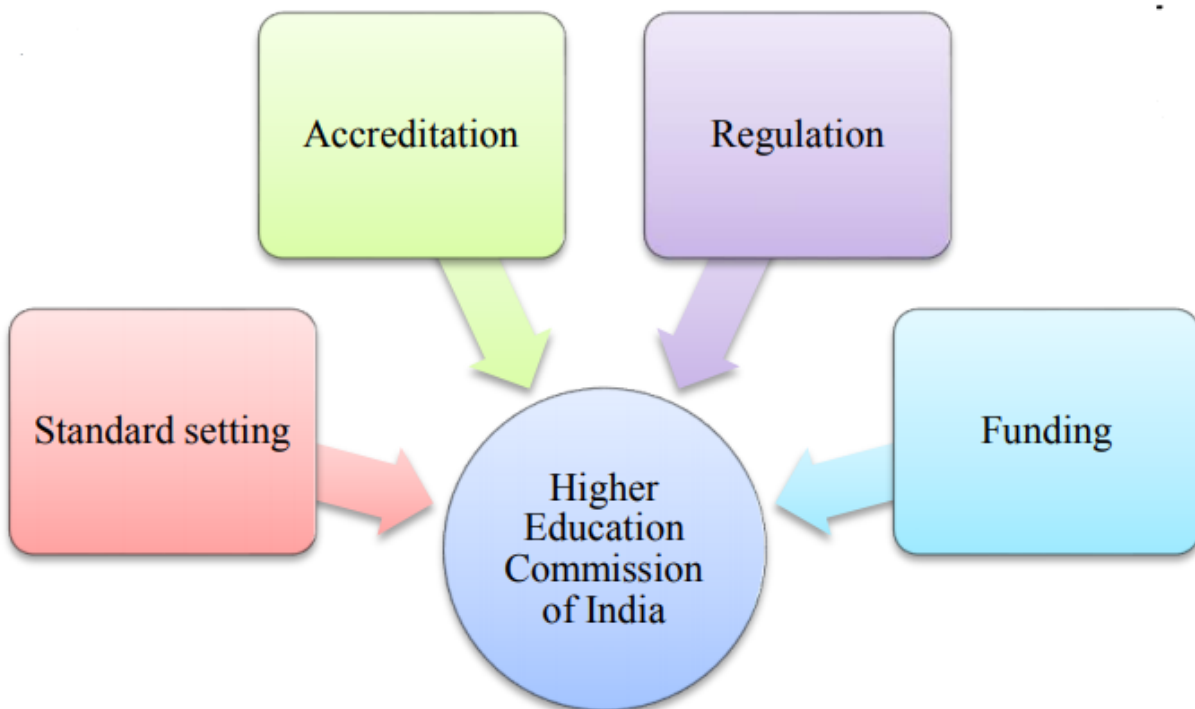 Accreditation
Regulation
Standard setting
Funding
Higher
Education
Commission
of India